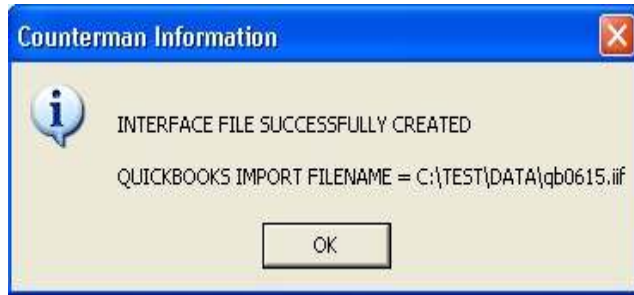 Counterman Information
INTERFACE FILE SUCCESSFULLY CREATED
QUICKBOOKS IMPORT FILENAME = C:\TEST\DATA\qb0615.iif
OK